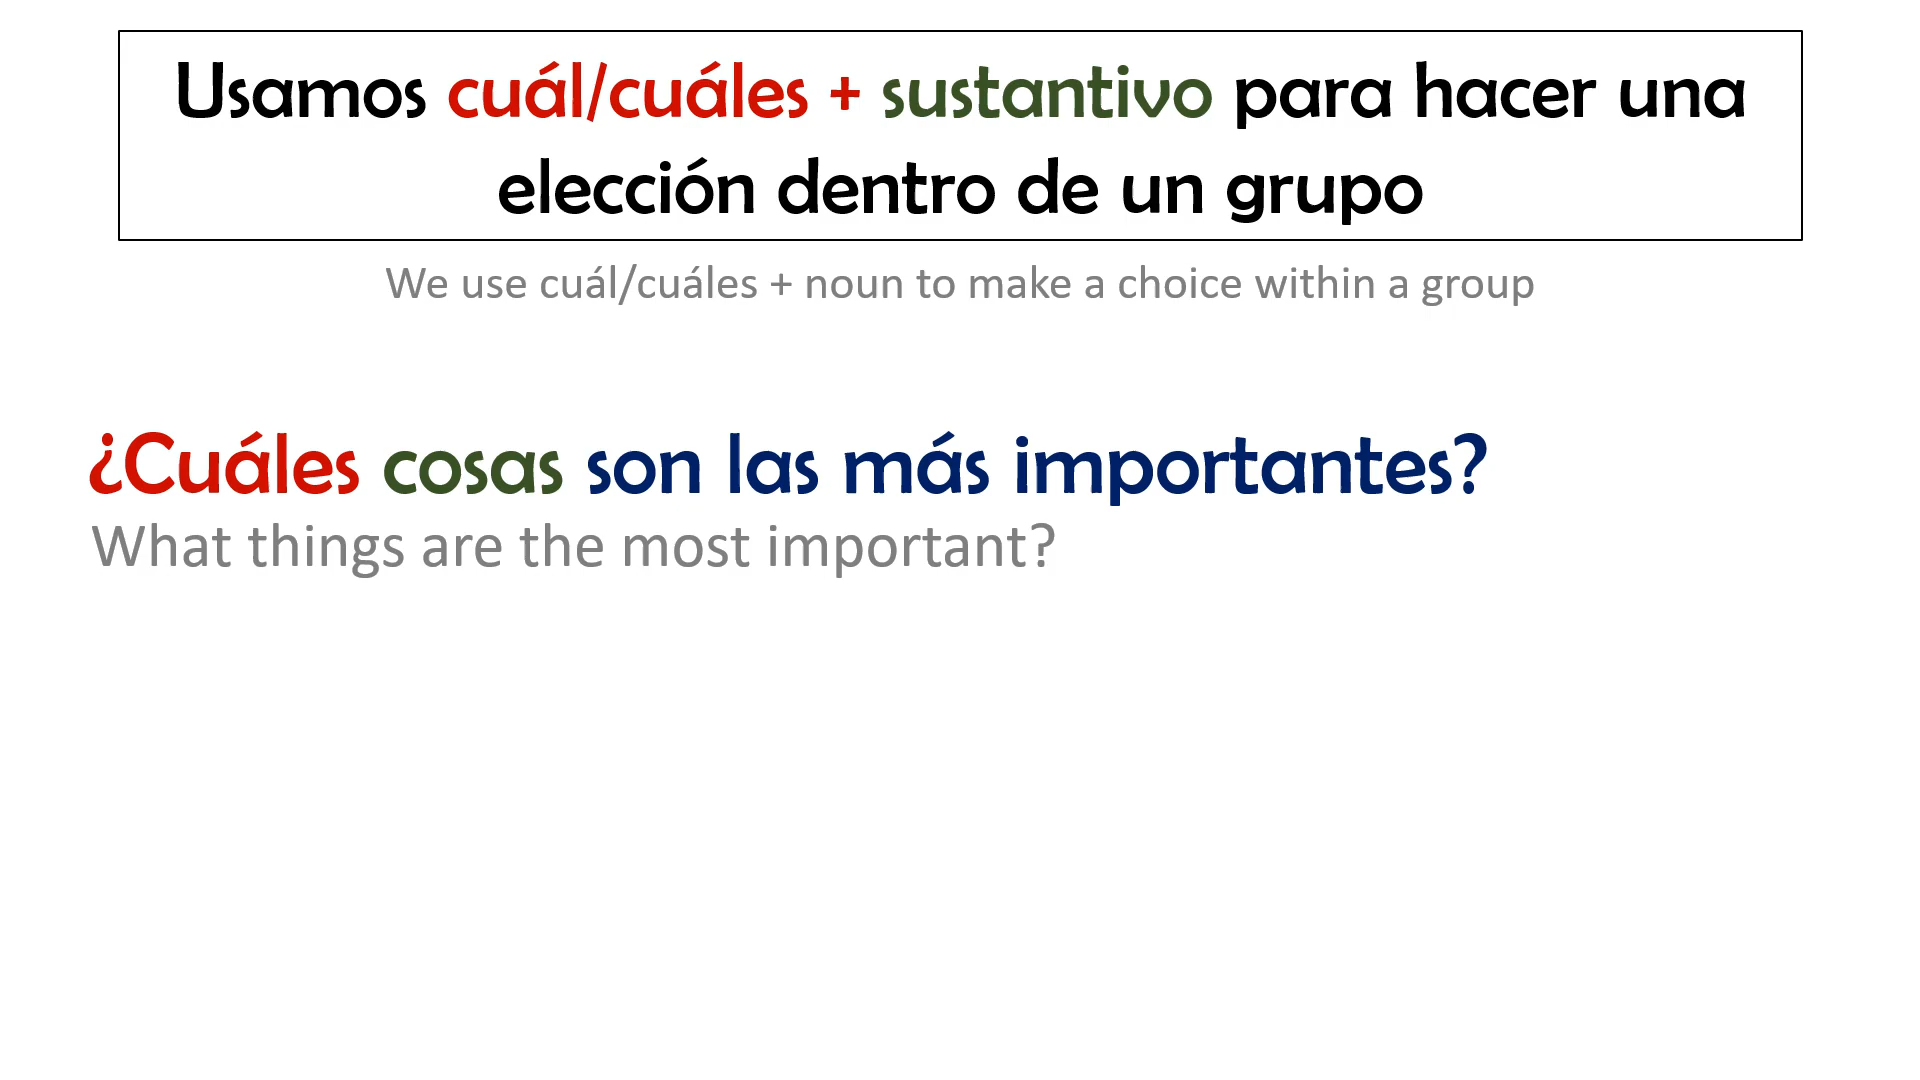 Usamos cuál/cuáles + sustantivo para hacer una
elección dentro de un grupo
We use cuál/cuáles + noun to make a choice within a group
¿Cuáles cosas son las más importantes?
What things are the most important?